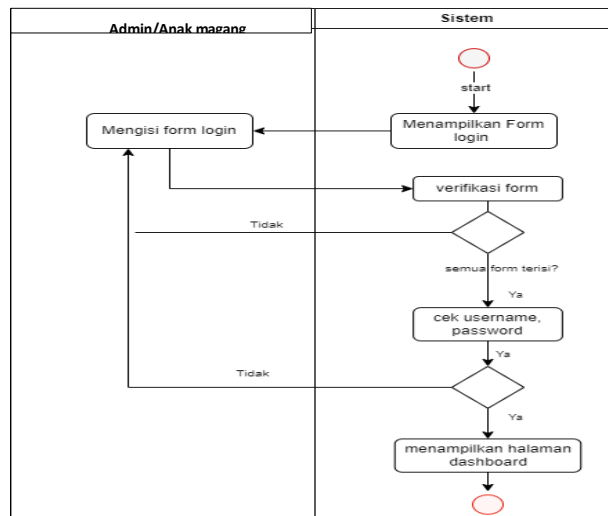 Admin/Anak magang
Sistem
start
Menampilkan Form
login
Mengisi form login
verifikasi form
Tidak
semua form terisi?
Ya
cek username,
password
Ya
Tidak
Ya
menampilkan halaman
dashboard